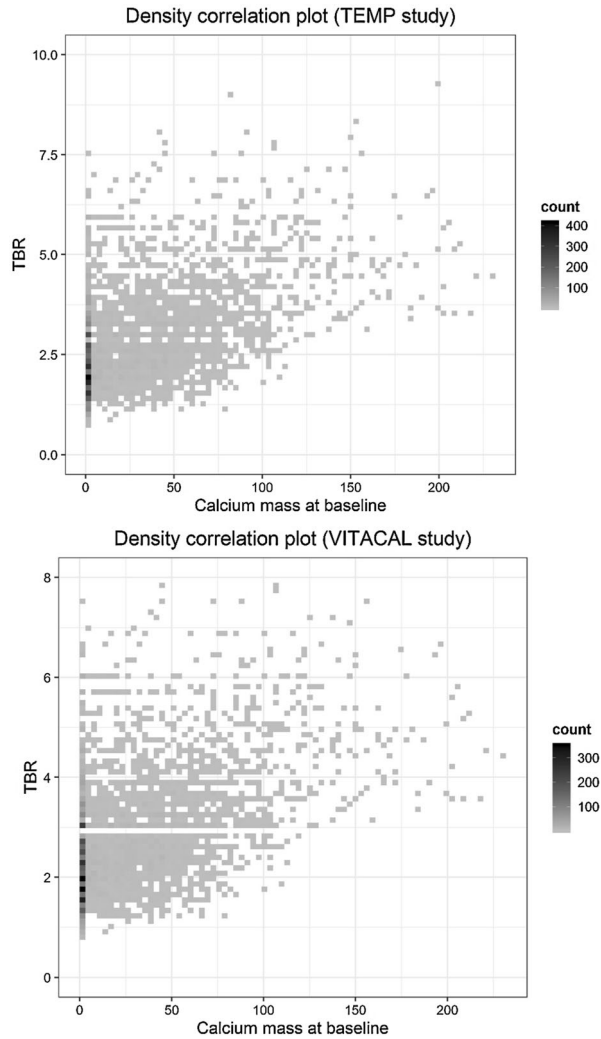 Density correlation plot (TEMP study)
10.0
7.5
5.0
2.5
0.0
TBR
0 50 100 150 200
Calcium mass at baseline
count
400
300
200
100
Density correlation plot (VITACAL study)
8
6
4
2
0
TBR
0 50 100 150 200
Calcium mass at baseline
count
300
200
100